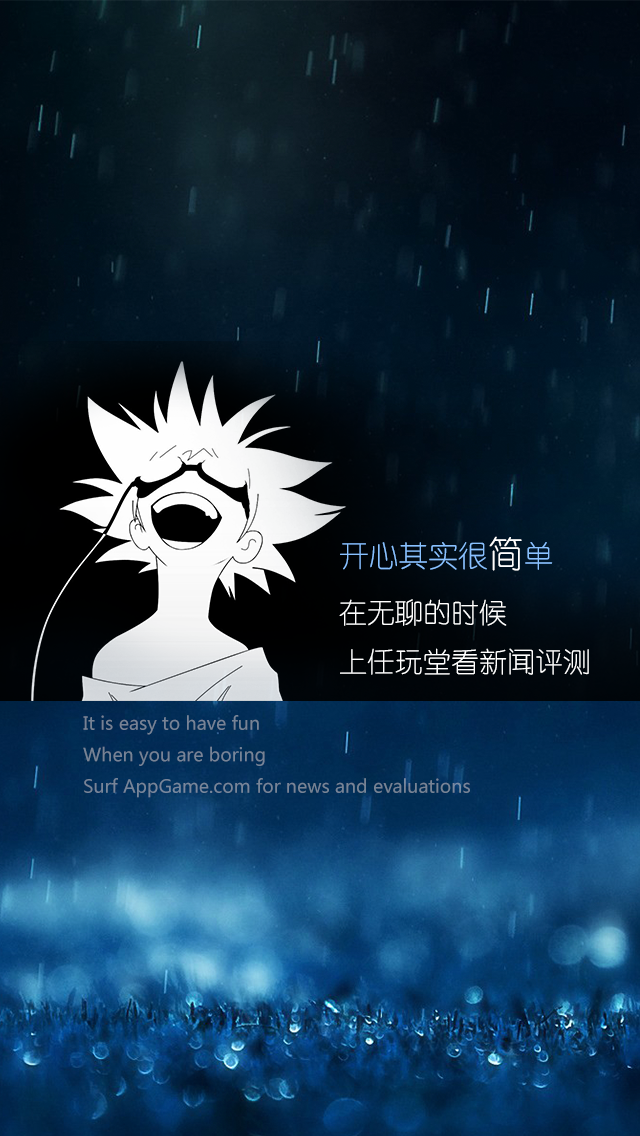 开心其实很简单
在无聊的时候
上任玩堂看新闻评测
It is easy to have fun
When you are boring
Surf AppGame.com for news and evaluations